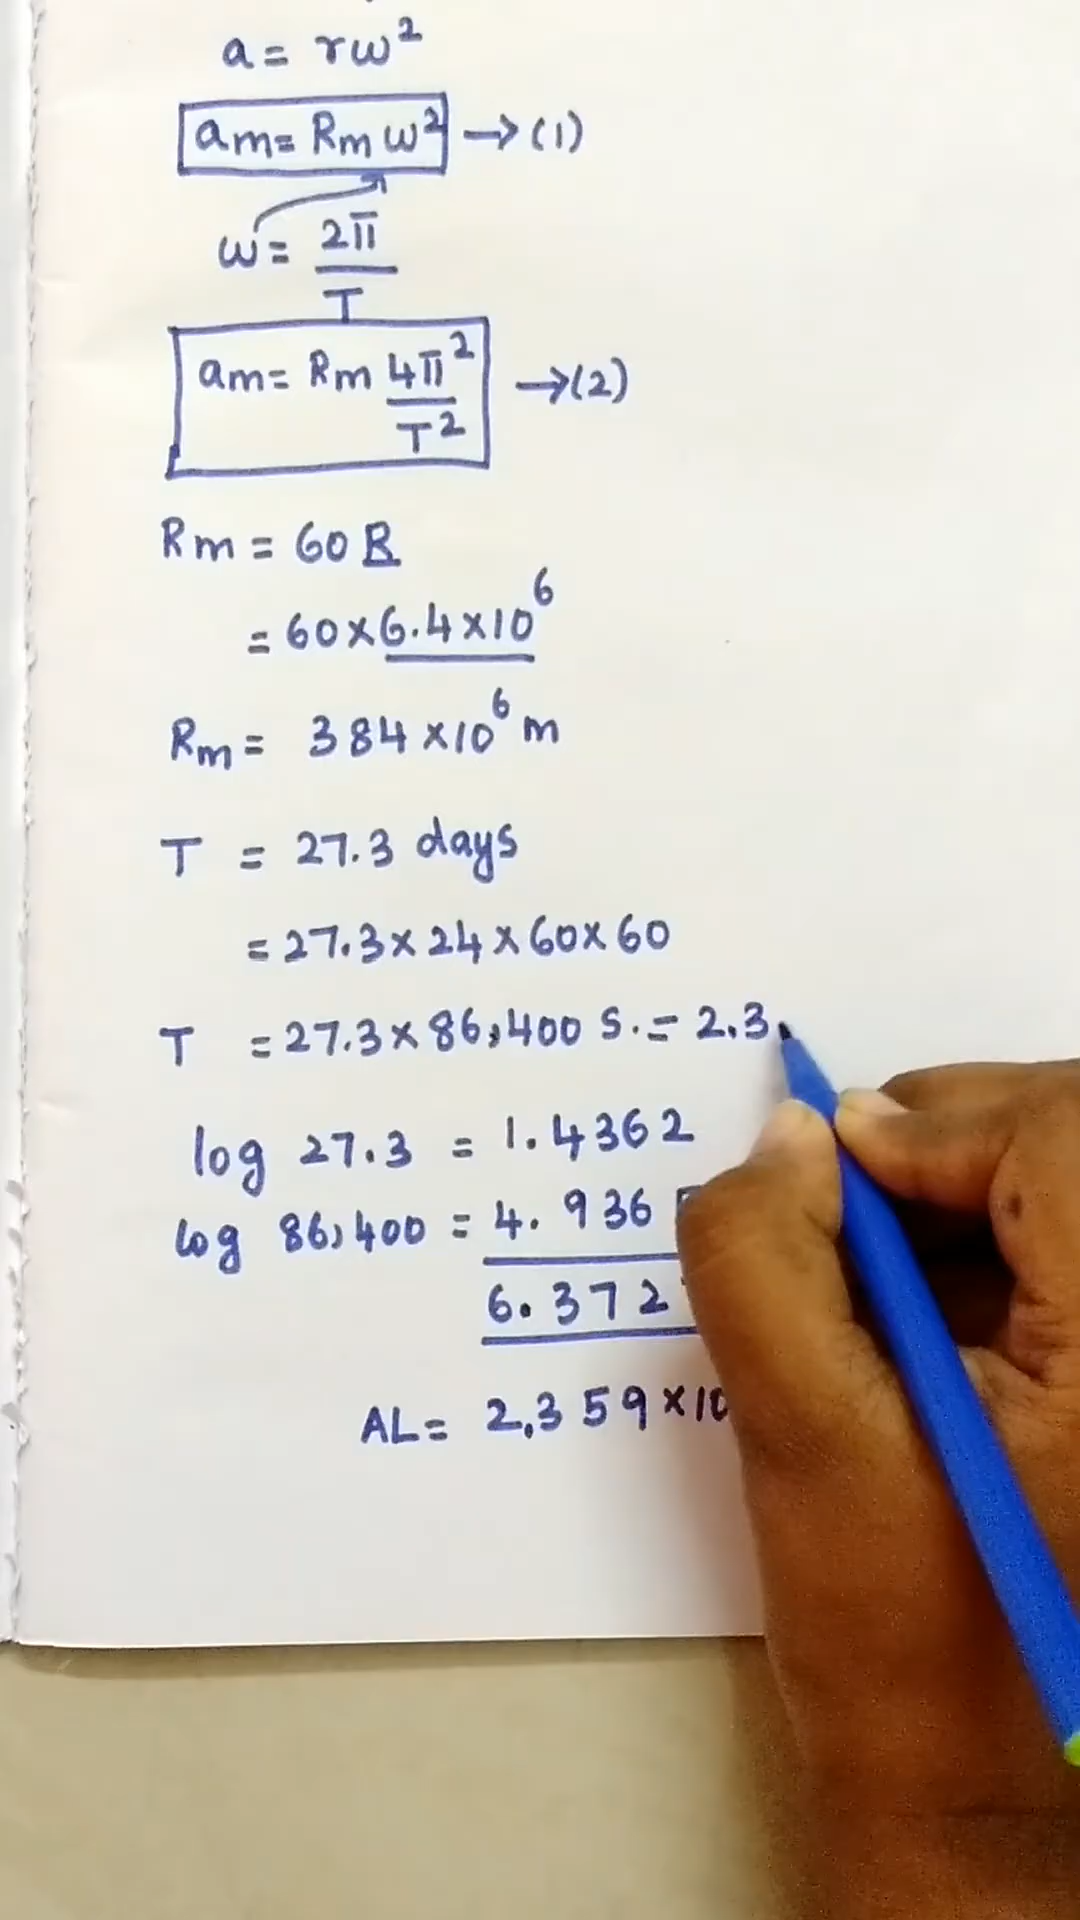 a = rω²
am = Rm ω² → (1)
ω = 2π/T
am = Rm 4π²/T² → (2)
Rm = 60 R
= 60 × 6.4 × 10⁶
Rm = 384 × 10⁶ m
T = 27.3 days
= 27.3 × 24 × 60 × 60
T = 27.3 × 86,400 s. = 2.3
log 27.3 = 1.4362
log 86,400 = 4.936
6.372
AL = 2.359 × 10